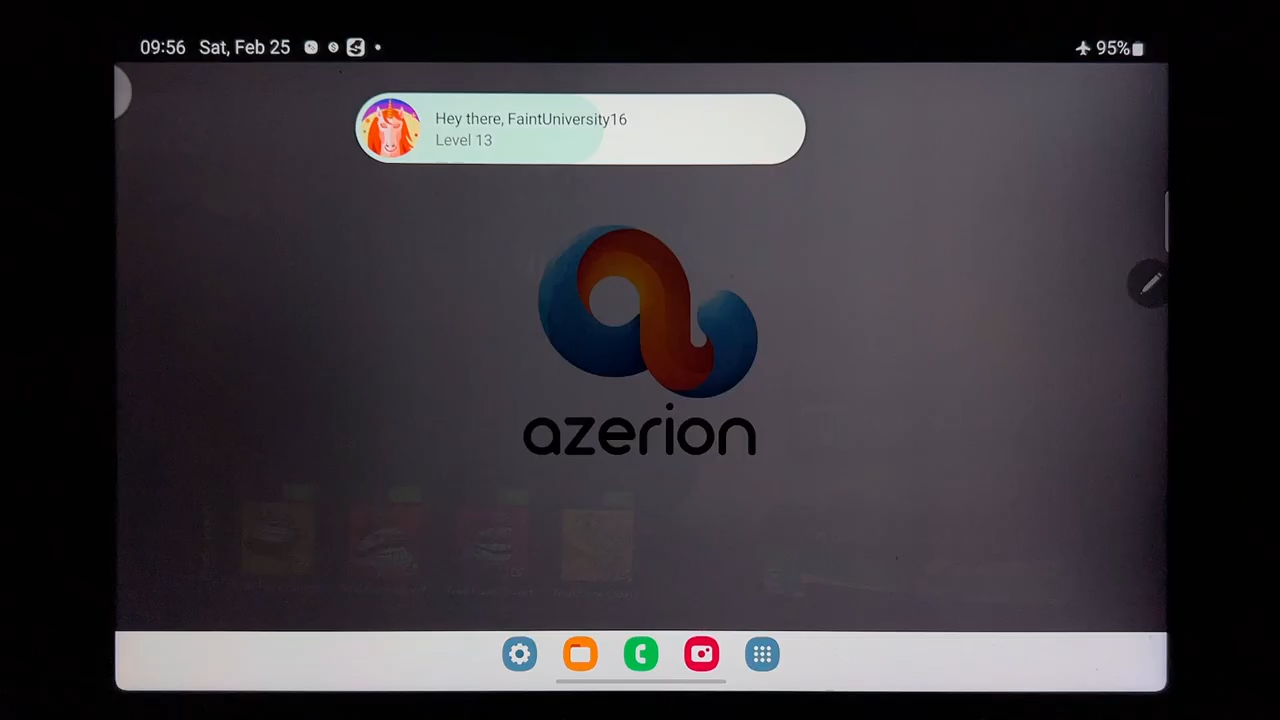 09:56 Sat, Feb 25 95%
Hey there, FaintUniversity16
Level 13
azerion